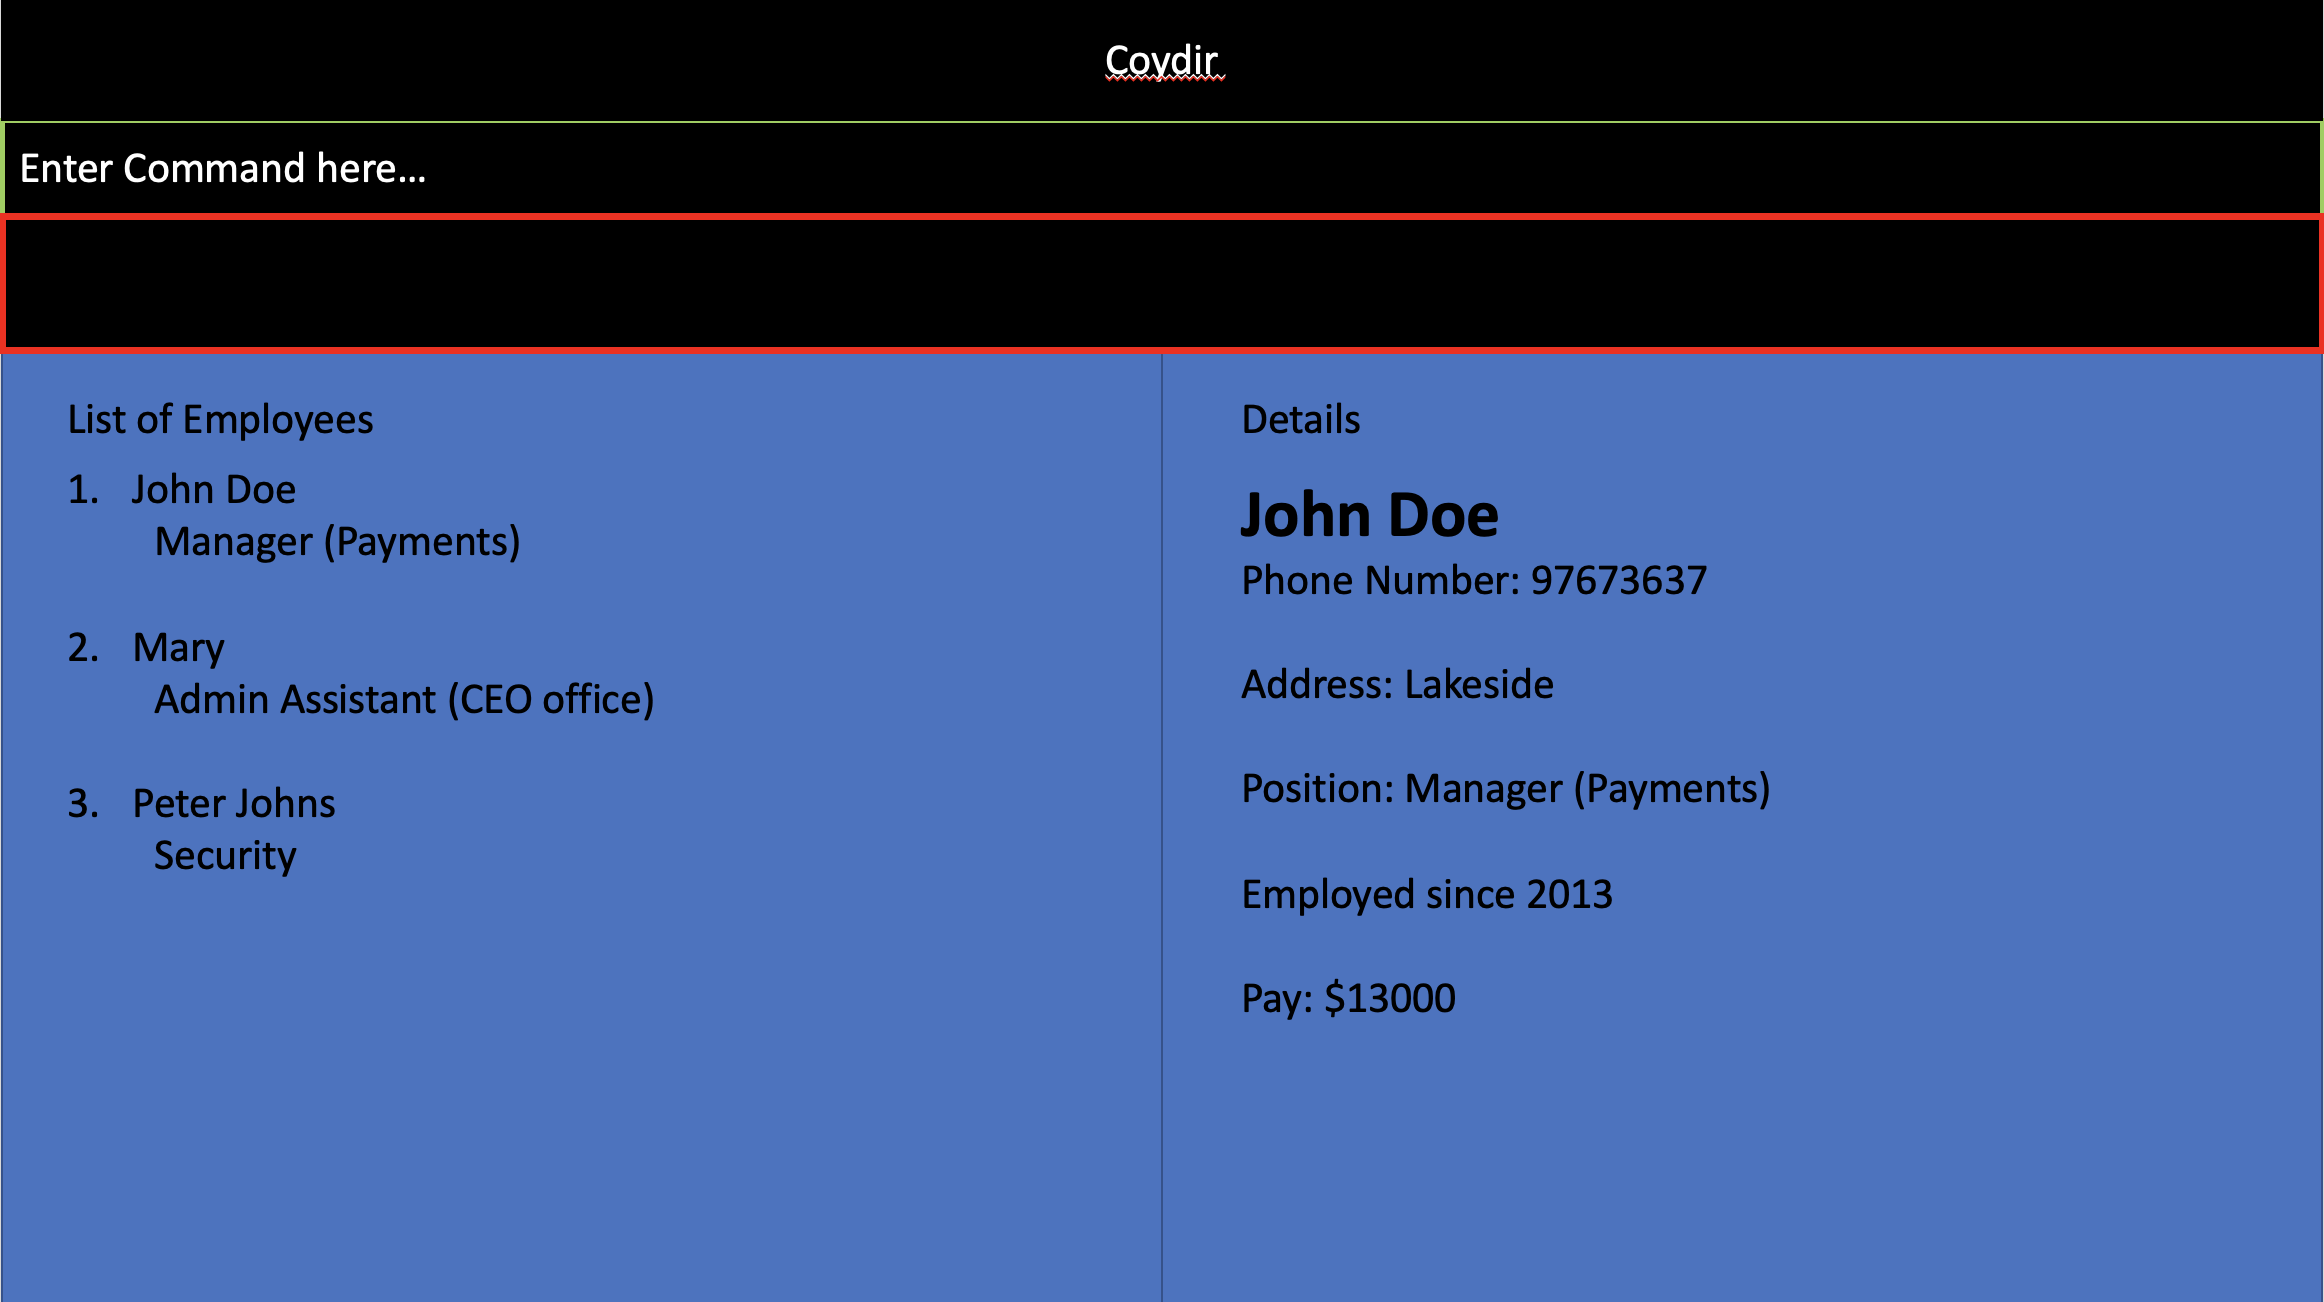 Coydir
Enter Command here...
List of Employees
1. John Doe
Manager (Payments)
2. Mary
Admin Assistant (CEO office)
3. Peter Johns
Security
Details
John Doe
Phone Number: 97673637
Address: Lakeside
Position: Manager (Payments)
Employed since 2013
Pay: $13000